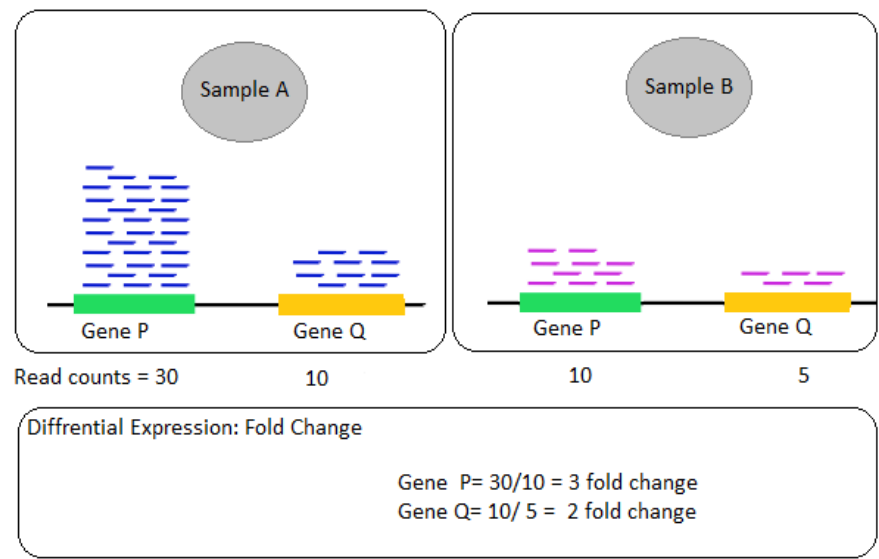 Sample A
Sample B
Gene P
Gene Q
Gene P
Gene Q
Read counts = 30
10
10
5
Diffrential Expression: Fold Change
Gene  P= 30/10 = 3 fold change
Gene Q= 10/ 5 =  2 fold change